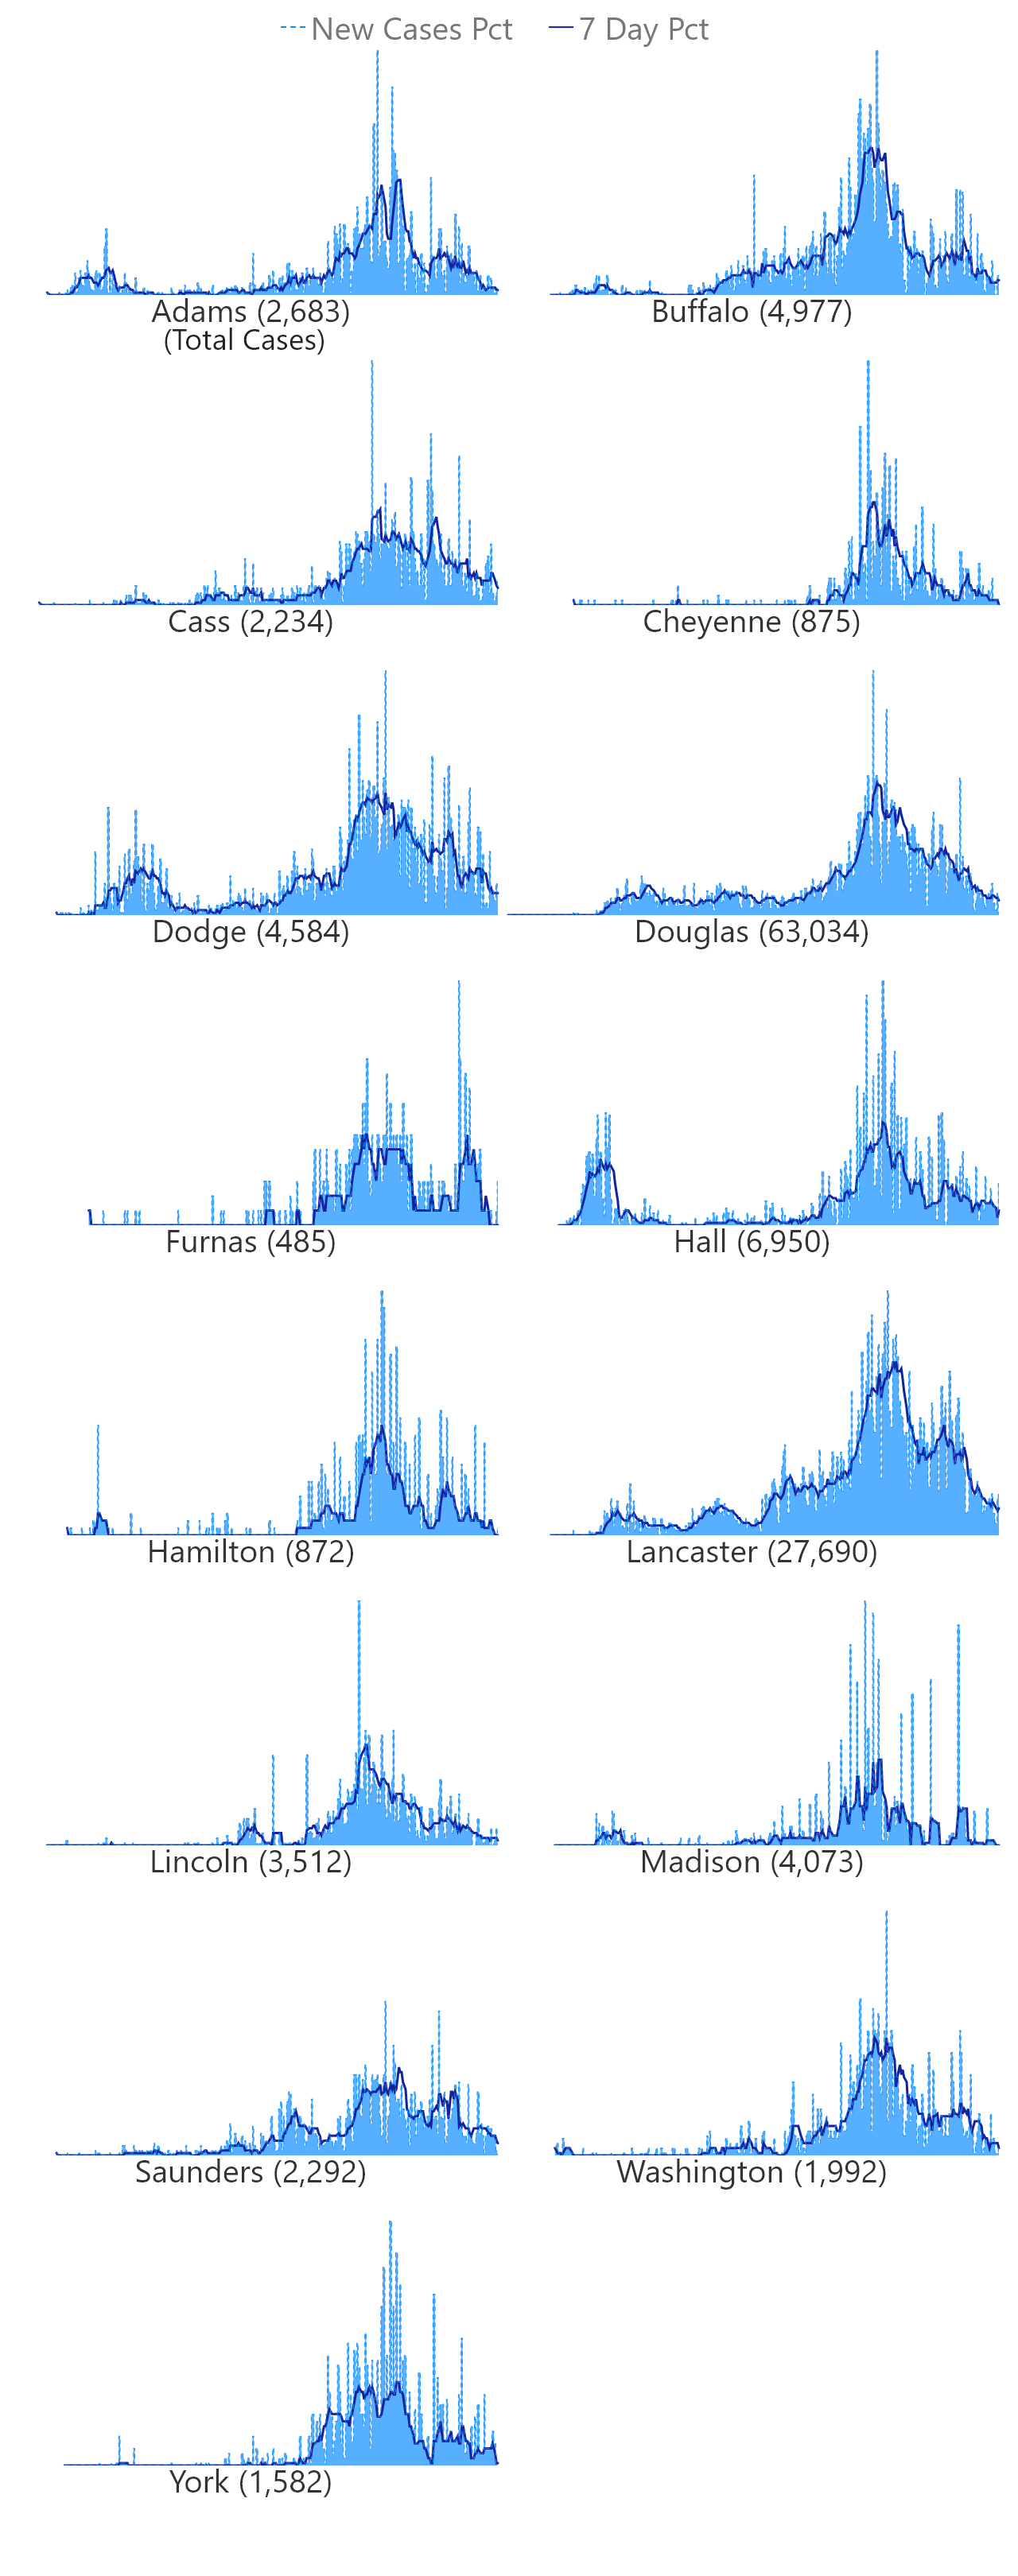 New Cases Pct 7 Day Pct
Adams (2,683)
(Total Cases)
Buffalo (4,977)
Cass (2,234)
Cheyenne (875)
Dodge (4,584)
Douglas (63,034)
Furnas (485)
Hall (6,950)
Hamilton (872)
Lancaster (27,690)
Lincoln (3,512)
Madison (4,073)
Saunders (2,292)
Washington (1,992)
York (1,582)